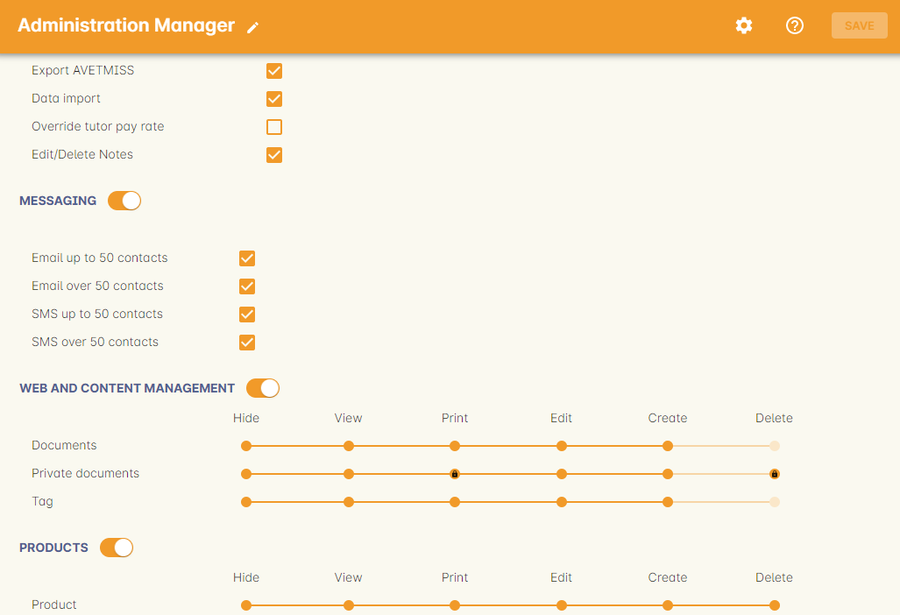 Administration Manager
SAVE
Export AVETMISS
Data import
Override tutor pay rate
Edit/Delete Notes
MESSAGING
Email up to 50 contacts
Email over 50 contacts
SMS up to 50 contacts
SMS over 50 contacts
WEB AND CONTENT MANAGEMENT
Hide View Print Edit Create Delete
Documents
Private documents
Tag
PRODUCTS
Hide View Print Edit Create Delete
Product